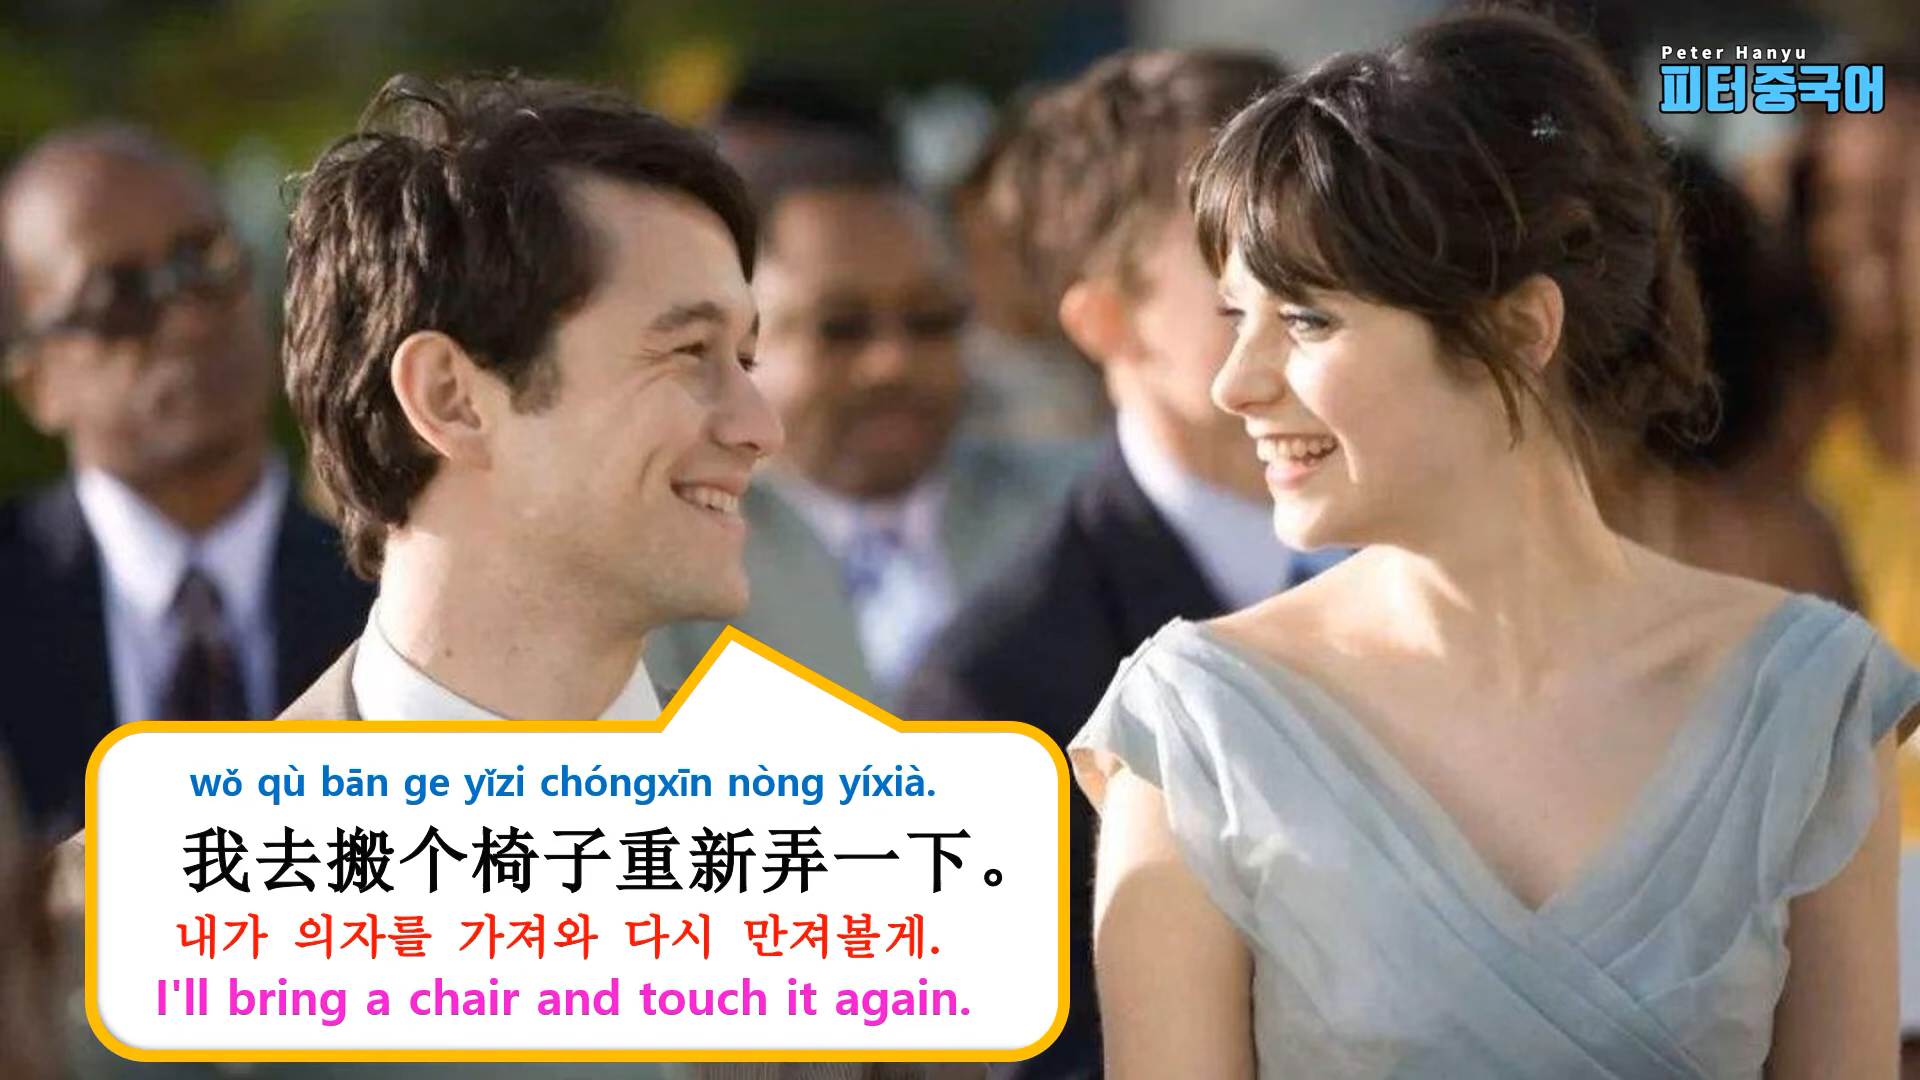 Peter Hanyu
피터중국어
wǒ qù bān ge yǐzi chóngxīn nòng yíxià.
我去搬个椅子重新弄一下。
내가 의자를 가져와 다시 만져볼게.
I'll bring a chair and touch it again.